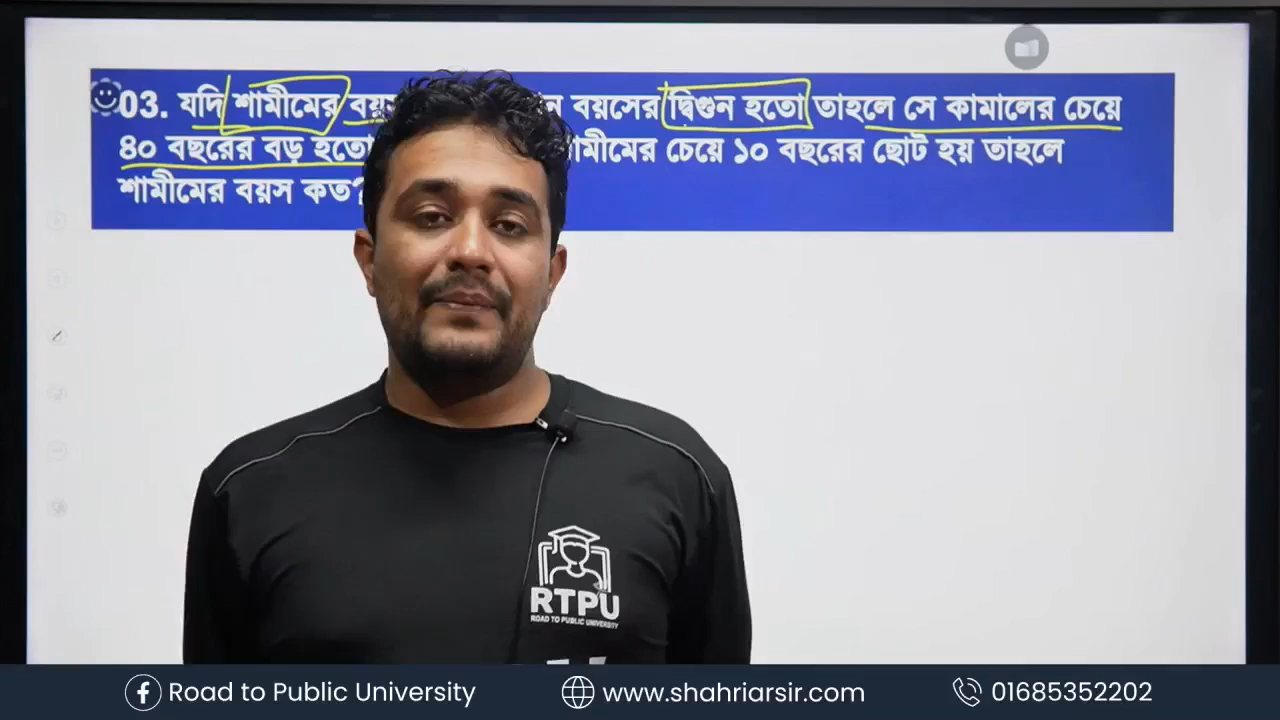 03. যদি শামীমের বয়সের দ্বিগুন হতো তাহলে সে কামালের চেয়ে
৪০ বছরের বড় হতো শামীমের চেয়ে ১০ বছরের ছোট হয় তাহলে
শামীমের বয়স কত?
RTPU
ROAD TO PUBLIC UNIVERSITY
Road to Public University
www.shahriarsir.com
01685352202